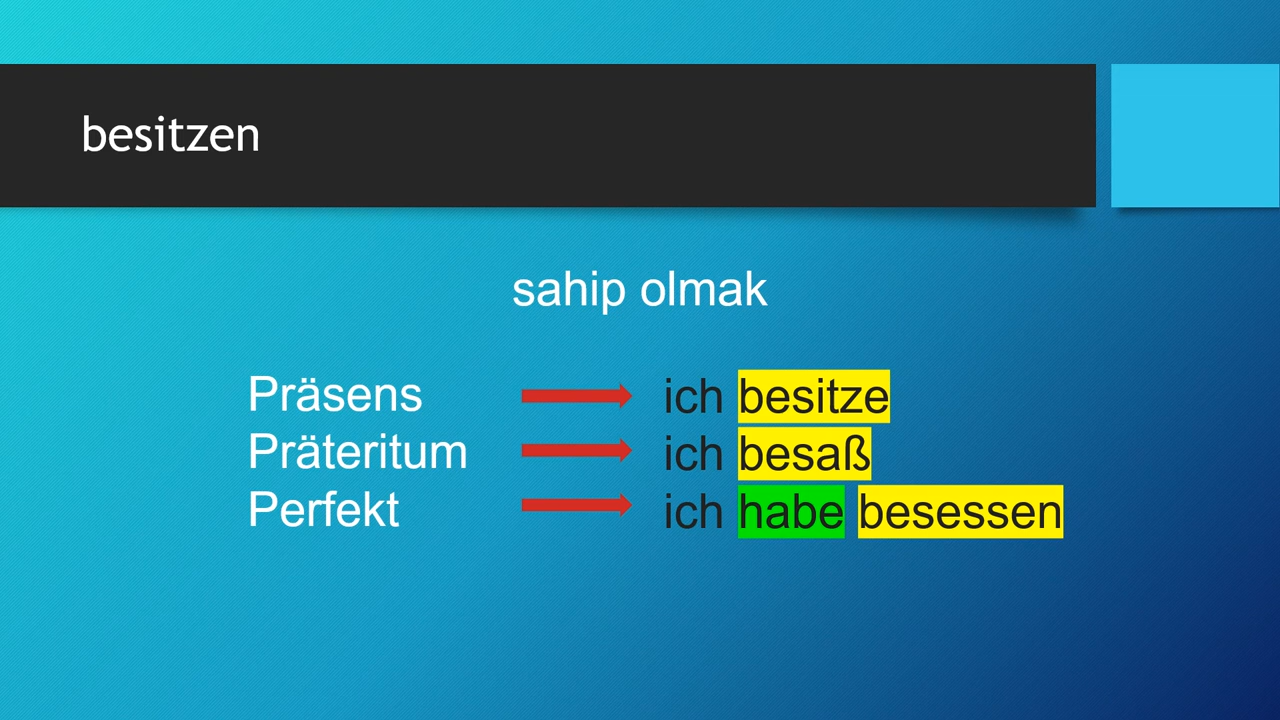 besitzen
sahip olmak
Präsens ich besitze
Präteritum ich besaß
Perfekt ich habe besessen